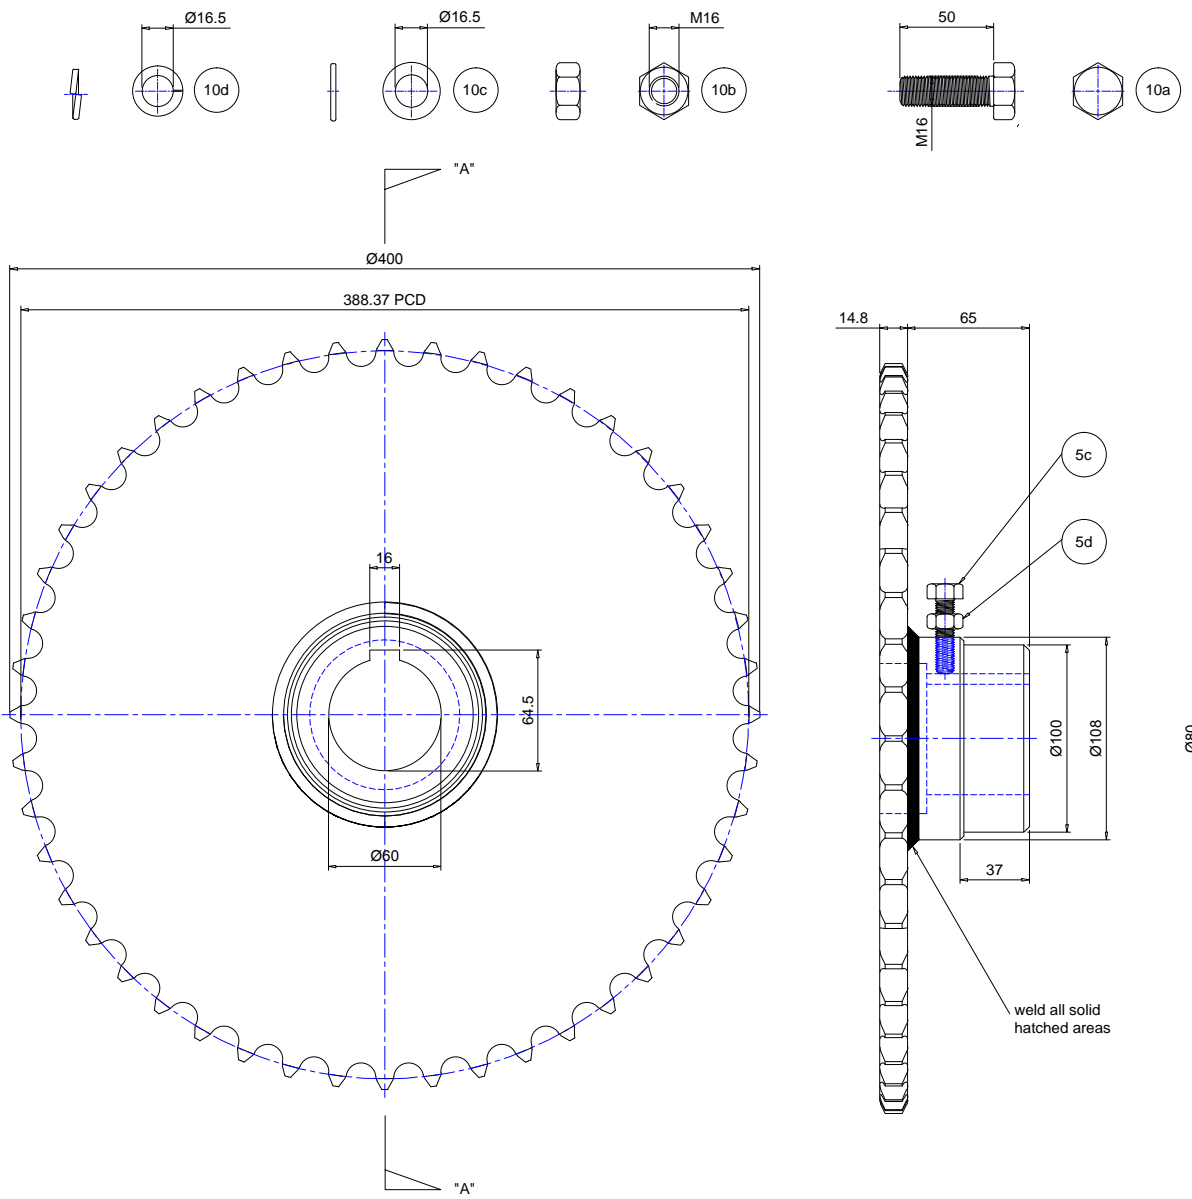 Ø16.5
Ø16.5
M16
50
10d
10c
10b
10a
M16
"A"
Ø400
388.37 PCD
14.8
65
5c
5d
16
64.5
Ø100
Ø108
Ø80
Ø60
37
weld all solid
hatched areas
"A"